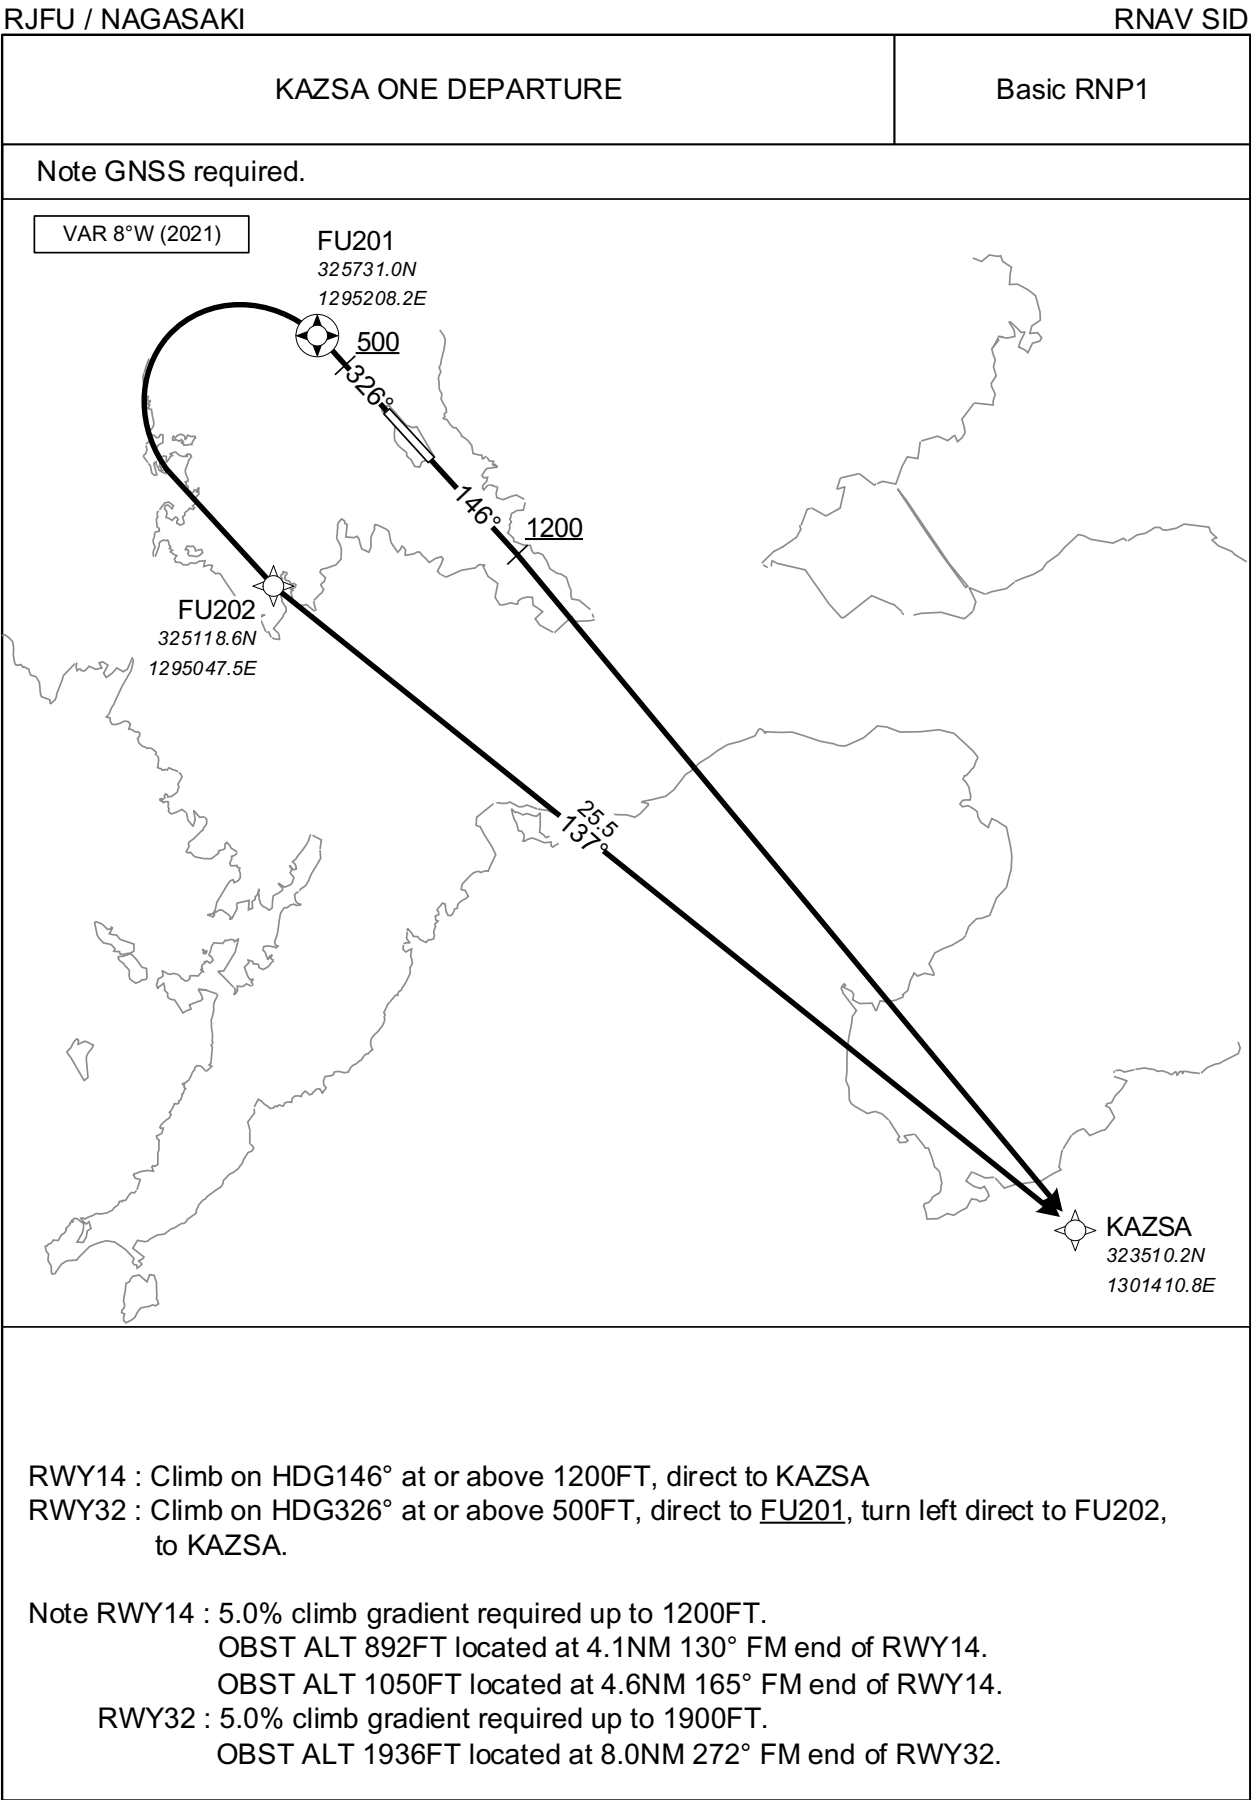 RJFU / NAGASAKI
RNAV SID
KAZSA ONE DEPARTURE
Basic RNP1
Note GNSS required.
VAR 8°W (2021)
FU201
325731.0N
1295208.2E
500
326°
146°
1200
FU202
325118.6N
1295047.5E
25.5
137°
KAZSA
323510.2N
1301410.8E
RWY14 : Climb on HDG146° at or above 1200FT, direct to KAZSA
RWY32 : Climb on HDG326° at or above 500FT, direct to FU201, turn left direct to FU202,
to KAZSA.
Note RWY14 : 5.0% climb gradient required up to 1200FT.
OBST ALT 892FT located at 4.1NM 130° FM end of RWY14.
OBST ALT 1050FT located at 4.6NM 165° FM end of RWY14.
RWY32 : 5.0% climb gradient required up to 1900FT.
OBST ALT 1936FT located at 8.0NM 272° FM end of RWY32.